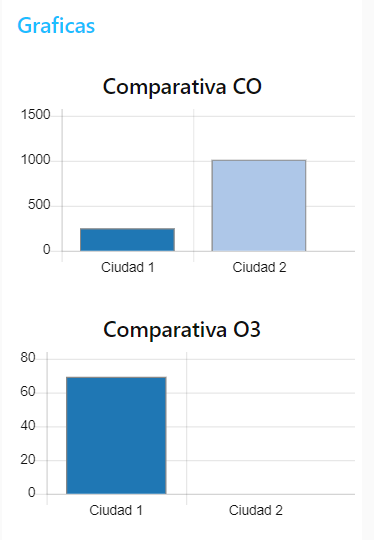 Graficas
Comparativa CO
1500
1000
500
0
Ciudad 1 Ciudad 2
Comparativa O3
80
60
40
20
0
Ciudad 1 Ciudad 2